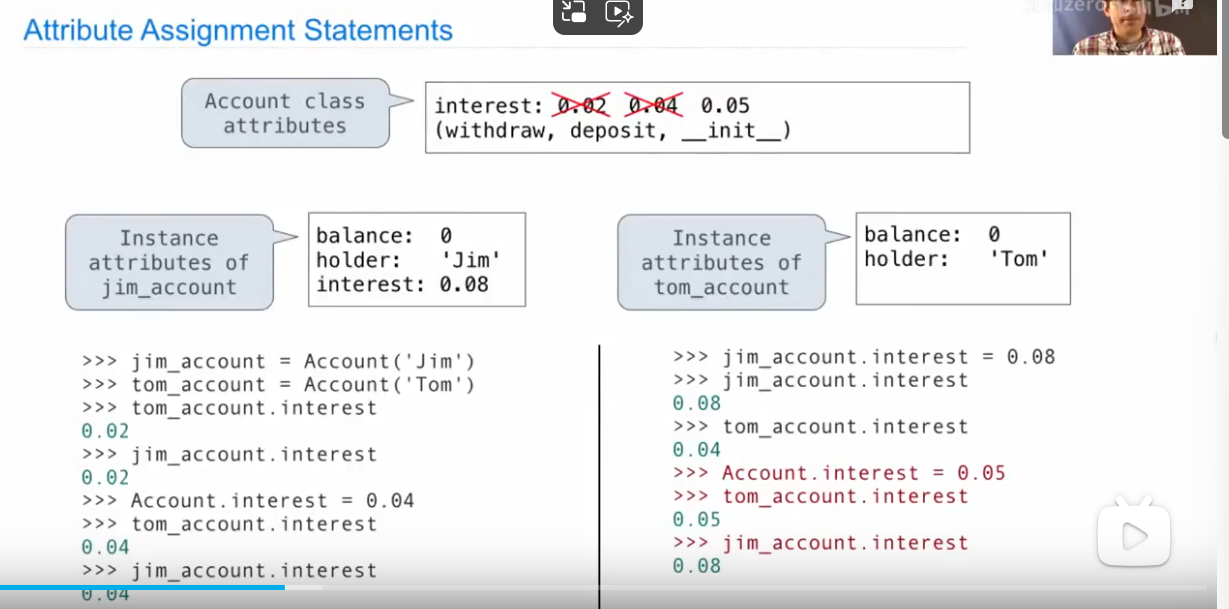 Attribute Assignment Statements
Account class
attributes
interest: 0.02 0.04 0.05
(withdraw, deposit, __init__)
Instance
attributes of
jim_account
balance: 0
holder: 'Jim'
interest: 0.08
Instance
attributes of
tom_account
balance: 0
holder: 'Tom'
>>> jim_account = Account('Jim')
>>> tom_account = Account('Tom')
>>> tom_account.interest
0.02
>>> jim_account.interest
0.02
>>> Account.interest = 0.04
>>> tom_account.interest
0.04
>>> jim_account.interest
0.04
>>> jim_account.interest = 0.08
>>> jim_account.interest
0.08
>>> tom_account.interest
0.04
>>> Account.interest = 0.05
>>> tom_account.interest
0.05
>>> jim_account.interest
0.08